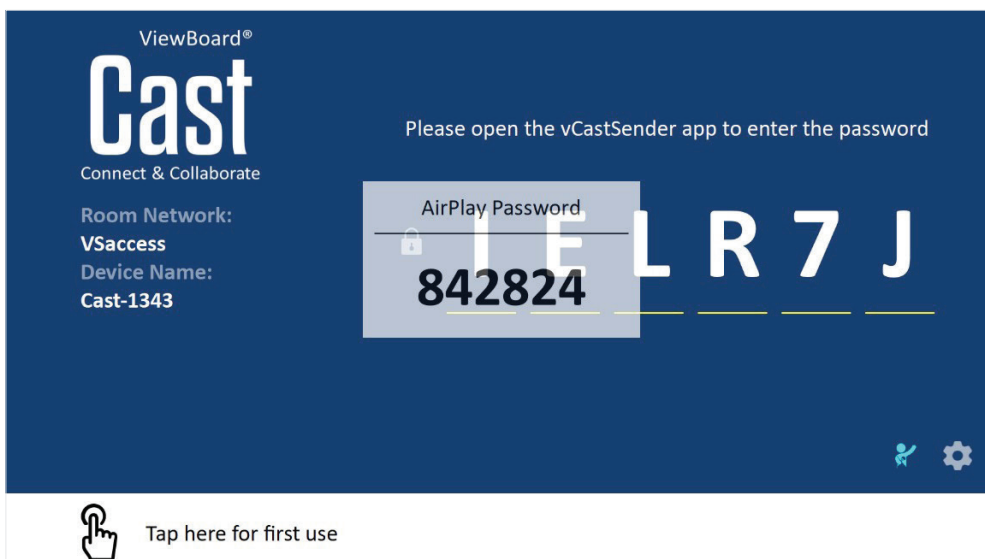 ViewBoard®
Cast
Connect & Collaborate
Room Network:
VSaccess
Device Name:
Cast-1343
Please open the vCastSender app to enter the password
AirPlay Password
842824
I E L R 7 J
Tap here for first use